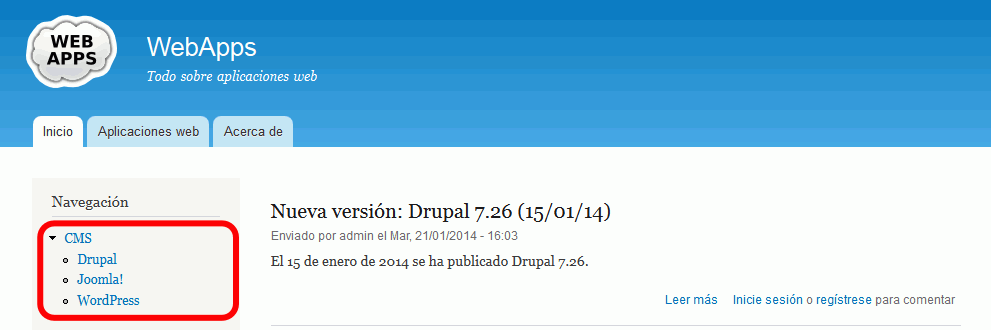 WEB
APPS
WebApps
Todo sobre aplicaciones web
Inicio
Aplicaciones web
Acerca de
Navegación
CMS
Drupal
Joomla!
WordPress
Nueva versión: Drupal 7.26 (15/01/14)
Enviado por admin el Mar, 21/01/2014 - 16:03
El 15 de enero de 2014 se ha publicado Drupal 7.26.
Leer más Inicie sesión o regístrese para comentar